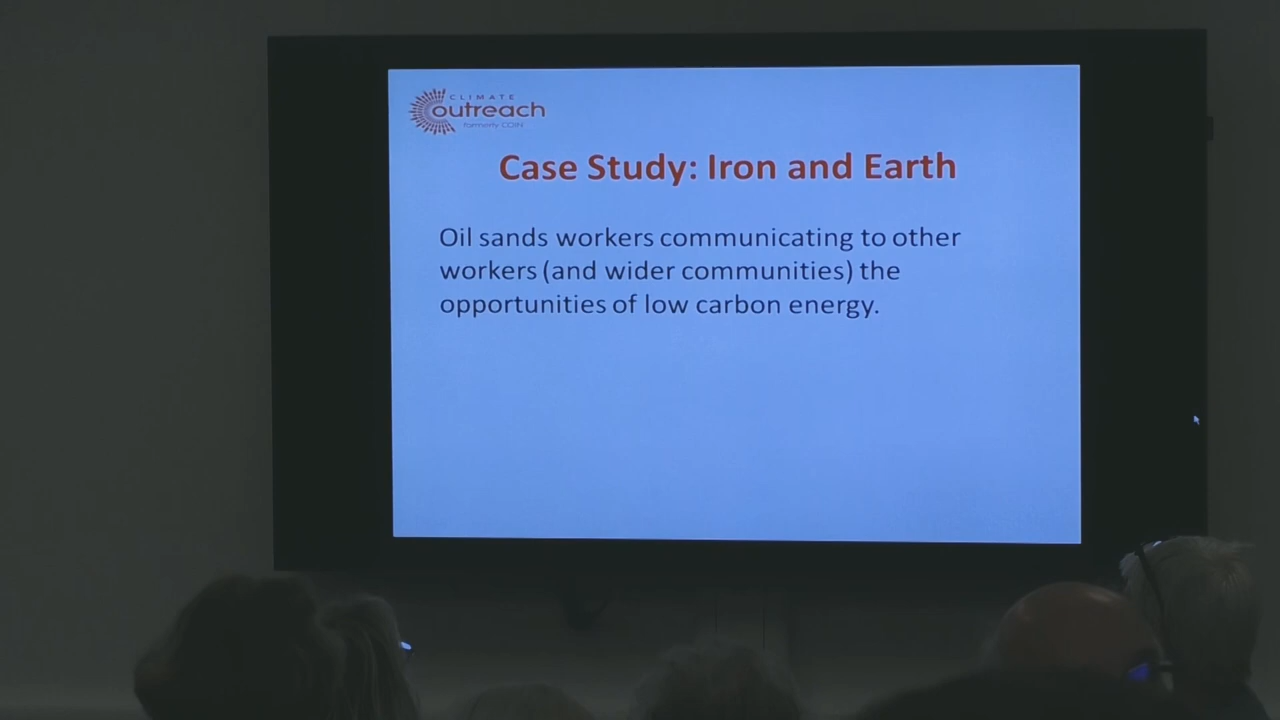 CLIMATE
outreach
formerly COIN
Case Study: Iron and Earth
Oil sands workers communicating to other
workers (and wider communities) the
opportunities of low carbon energy.